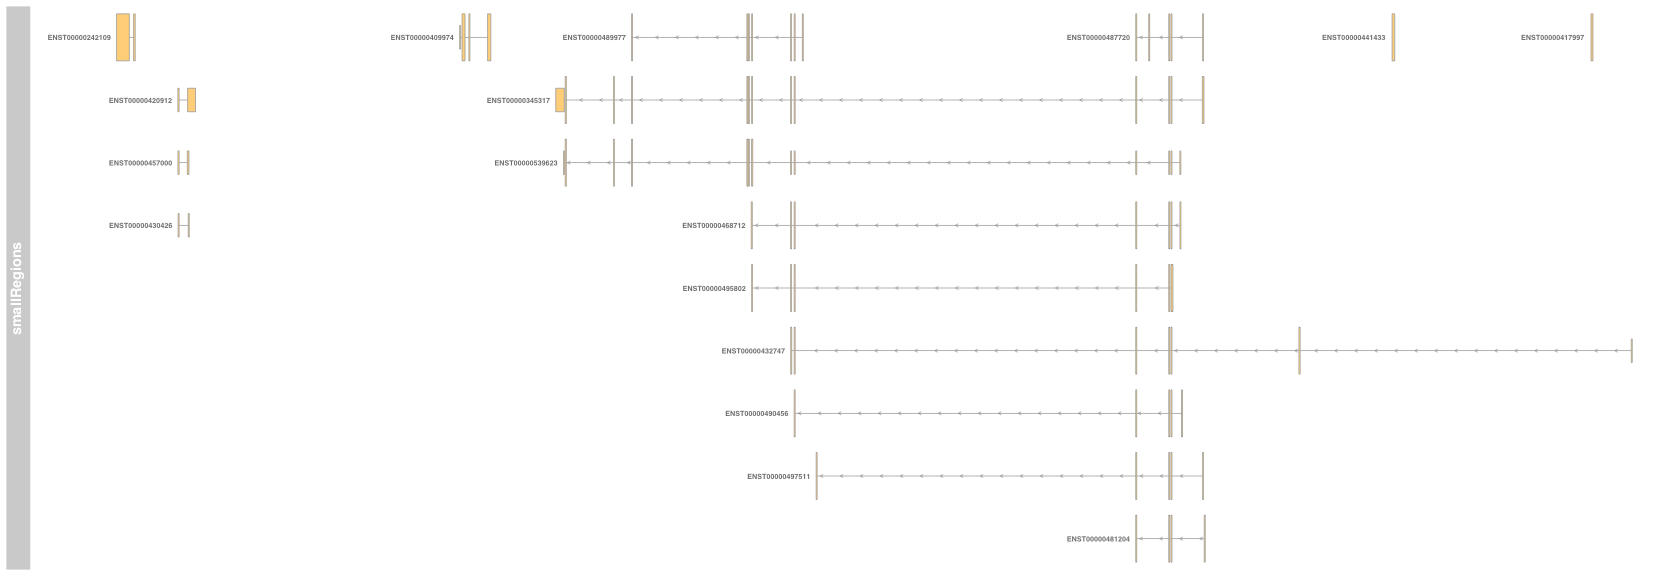 smallRegions
ENST00000242109 ENST00000409974 ENST00000489977 ENST00000487720 ENST00000441433 ENST00000417997
ENST00000420912 ENST00000345317
ENST00000457000 ENST00000539623
ENST00000430426 ENST00000468712
ENST00000495802
ENST00000432747
ENST00000490456
ENST00000497511
ENST00000481204